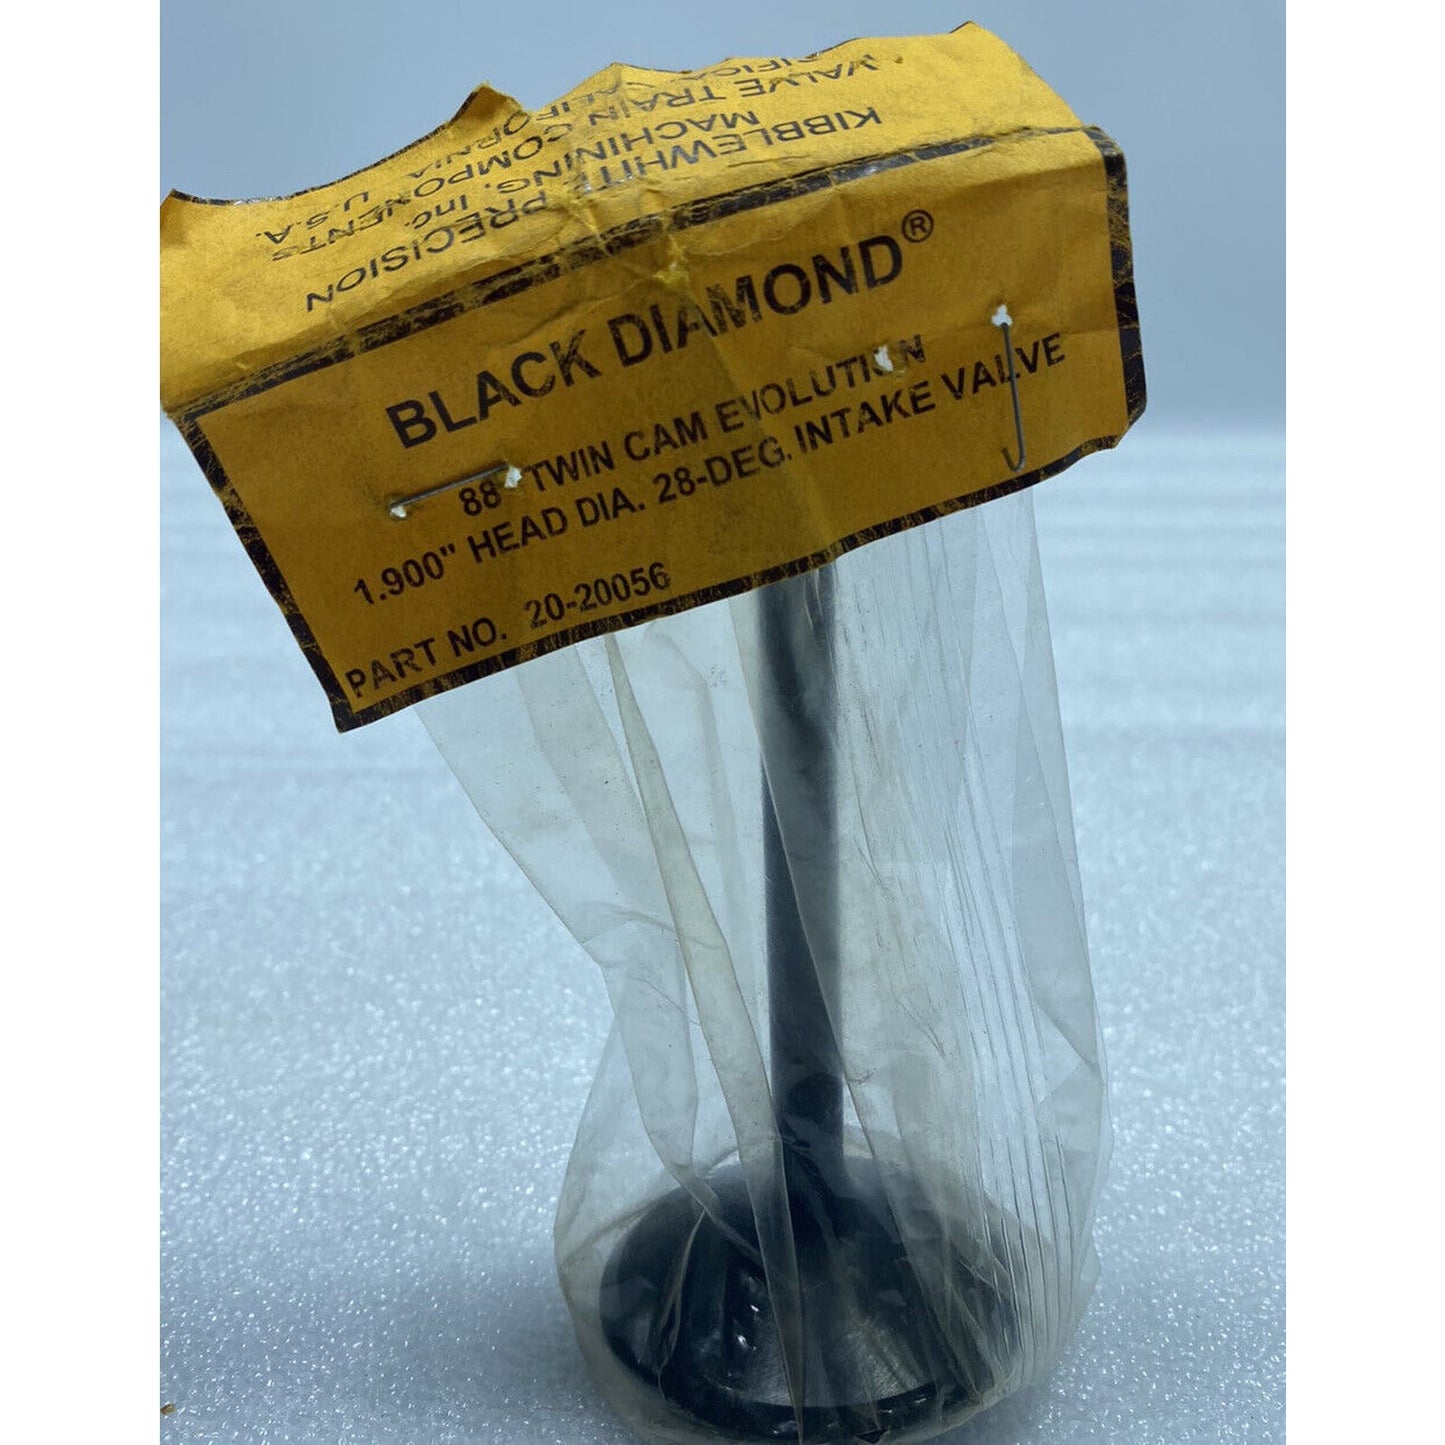 KIBBLEWHITE PRECISION
MACHINING, Inc.
VALVE TRAIN COMPONENTS
CALIFORNIA U.S.A.
BLACK DIAMOND®
88" TWIN CAM EVOLUTION
1.900" HEAD DIA. 28-DEG. INTAKE VALVE
PART NO. 20-20056